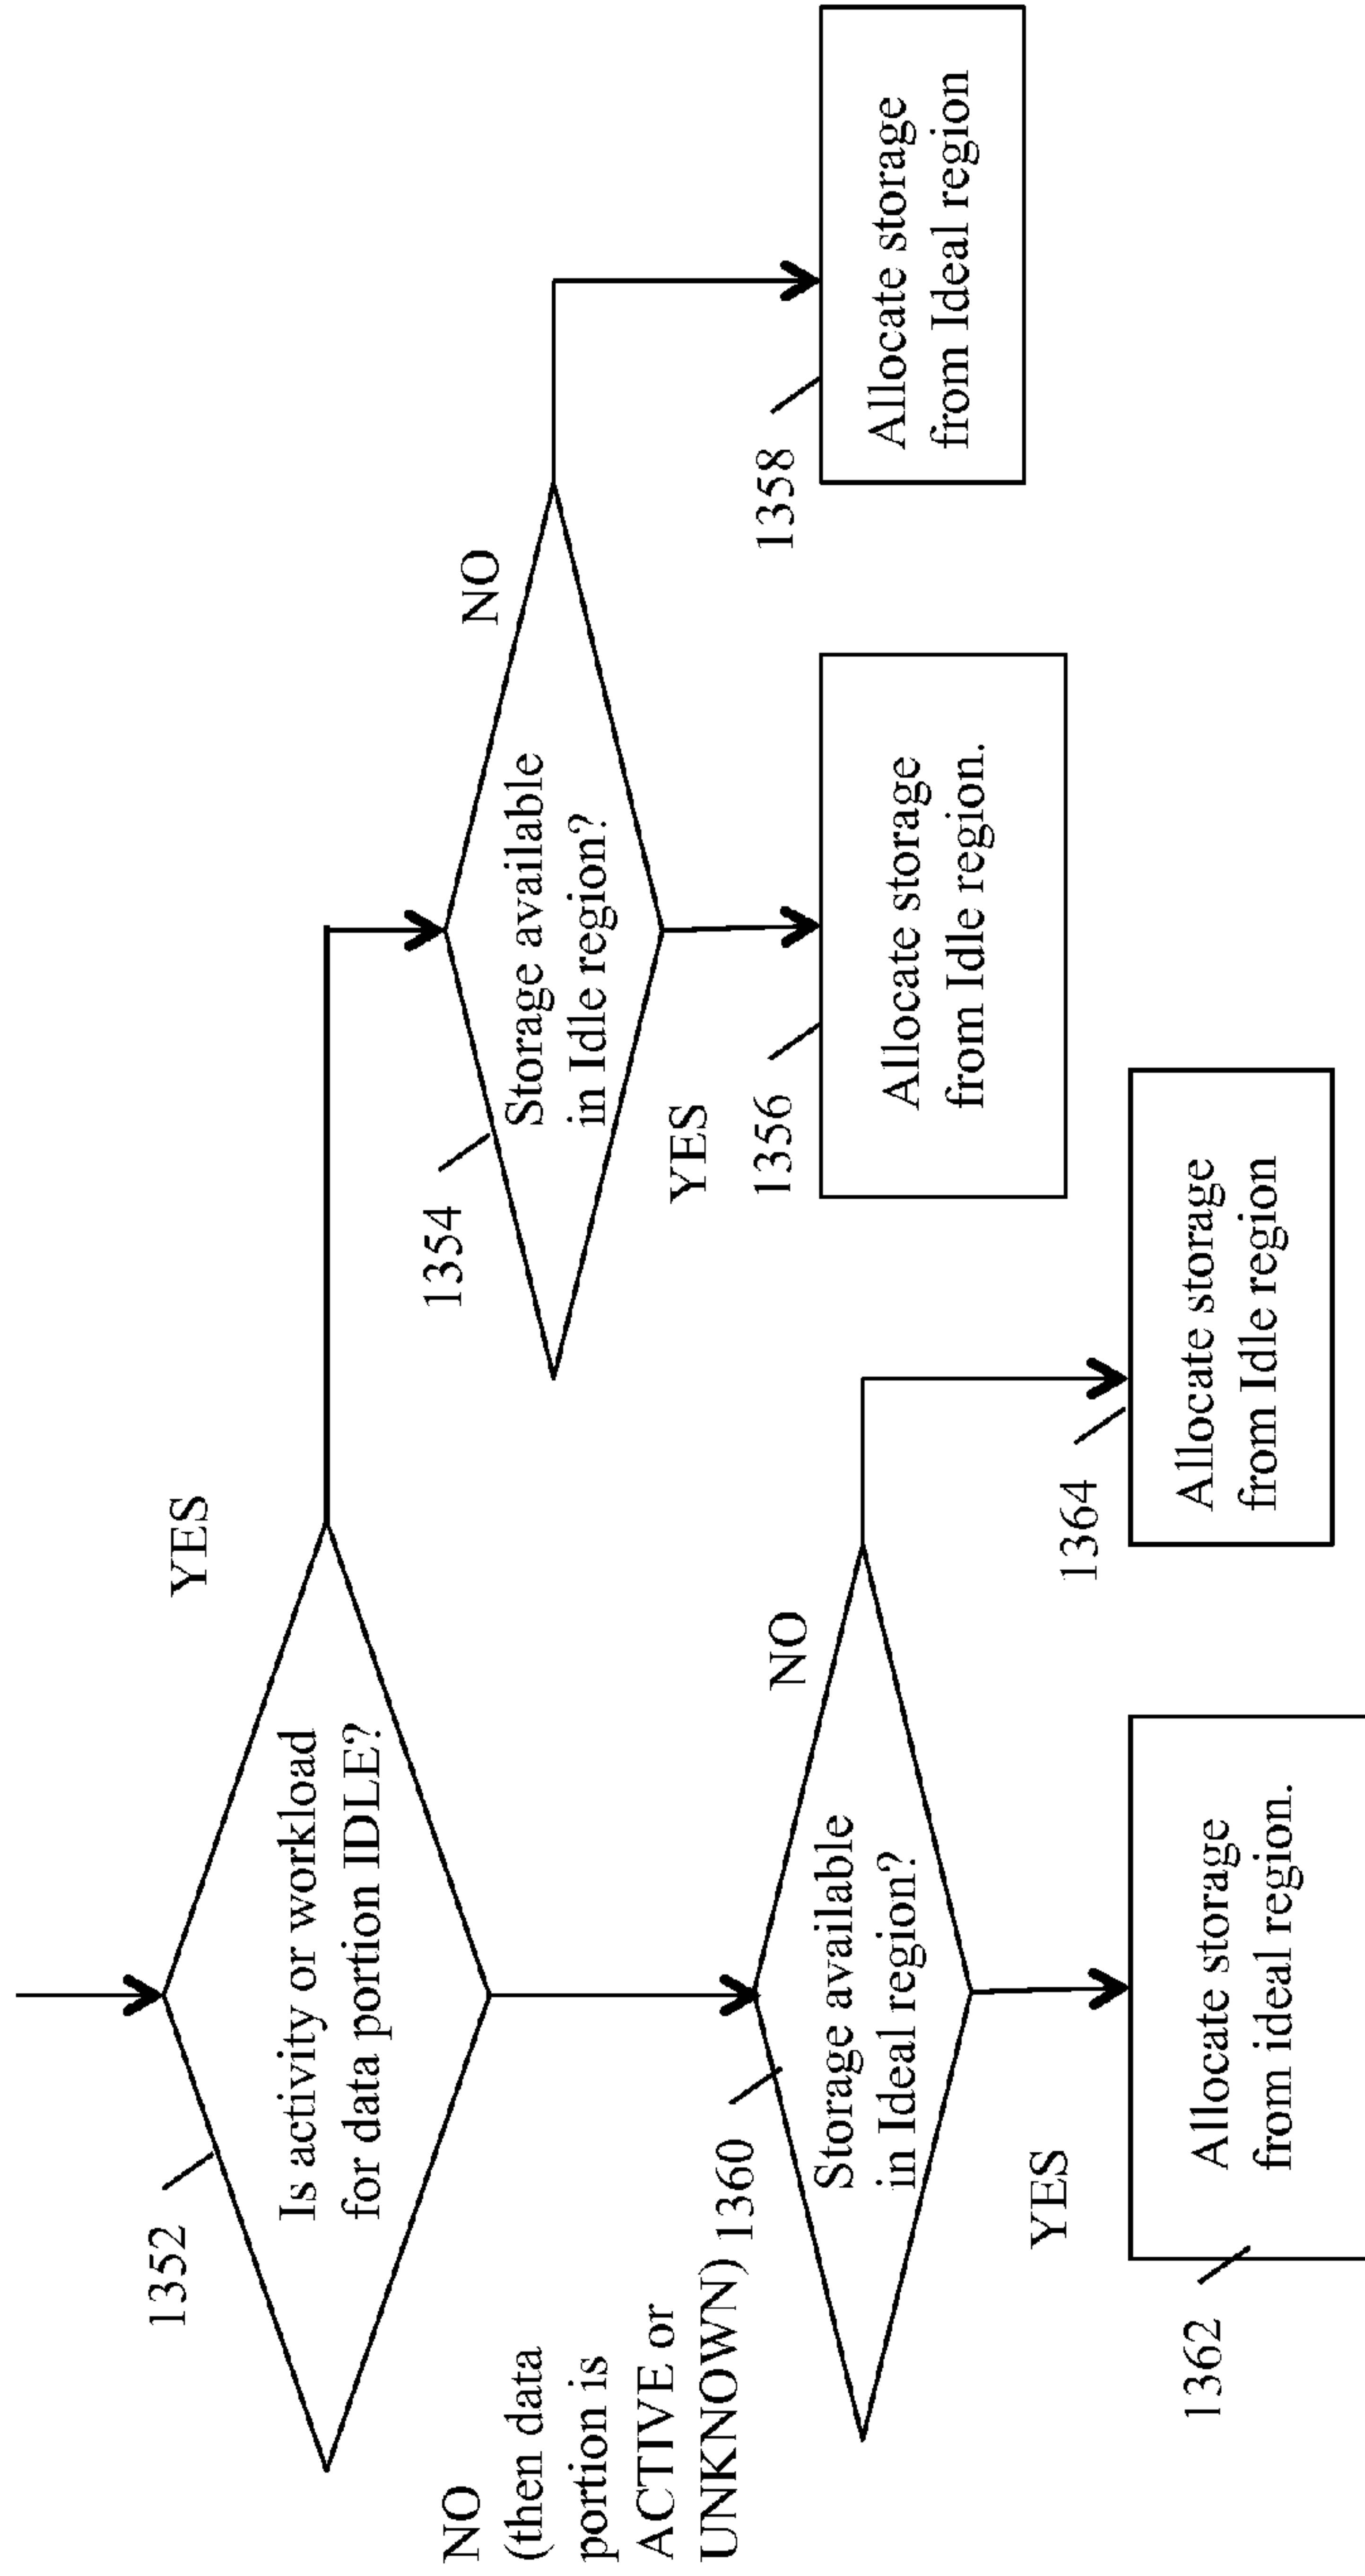 YES
1352
Is activity or workload
for data portion IDLE?
NO
(then data
portion is
ACTIVE or
UNKNOWN)
1354
Storage available
in Idle region?
NO
YES
1356
Allocate storage
from Idle region.
1358
Allocate storage
from Ideal region
1360
Storage available
in Ideal region?
NO
YES
1362
Allocate storage
from ideal region.
1364
Allocate storage
from Idle region